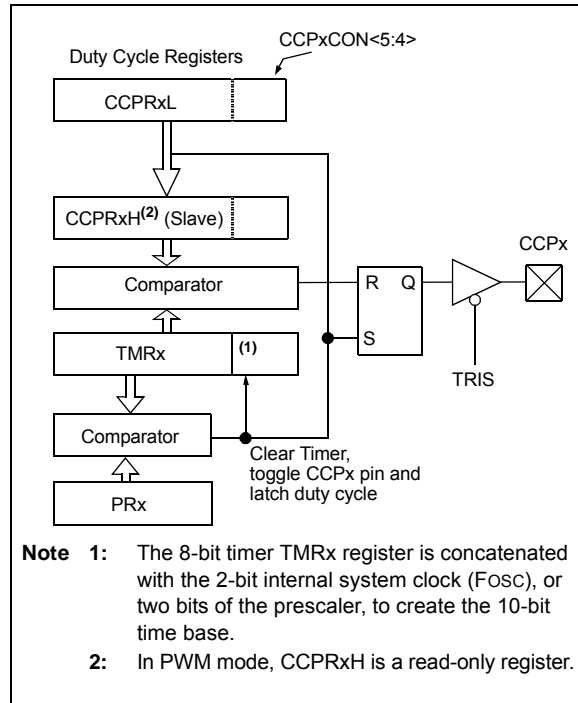 CCPxCON<5:4>
Duty Cycle Registers
CCPRxL
CCPRxH(2) (Slave)
CCPx
Comparator
R Q
S
TMRx
(1)
TRIS
Comparator
Clear Timer,
toggle CCPx pin and
latch duty cycle
PRx
Note 1: The 8-bit timer TMRx register is concatenated
with the 2-bit internal system clock (FOSC), or
two bits of the prescaler, to create the 10-bit
time base.
2: In PWM mode, CCPRxH is a read-only register.